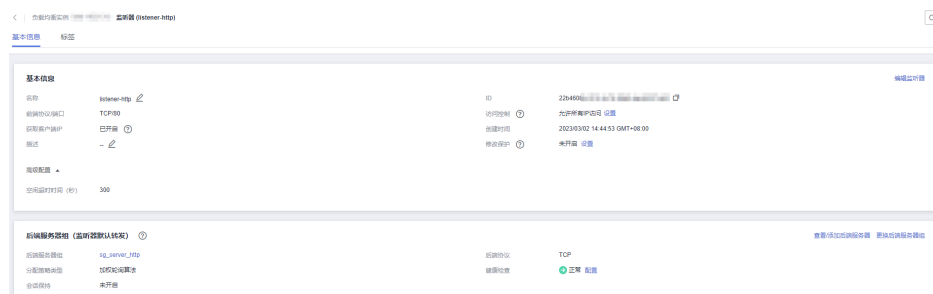 负载均衡实例 监听器 (listener-http)
基本信息 标签
基本信息 编辑监听器
名称 listener-http ID 22b460
前端协议/端口 TCP/80 访问控制 允许所有IP访问 设置
获取客户端IP 已开启 创建时间 2023/03/02 14:44:53 GMT+08:00
描述 -- 修改保护 未开启 设置
高级配置
空闲超时时间（秒） 300
后端服务器组（监听器默认转发） 查看/添加后端服务器 更换后端服务器组
后端服务器组 sg_server_http 后端协议 TCP
分配策略类型 加权轮询算法 健康检查 正常 配置
会话保持 未开启